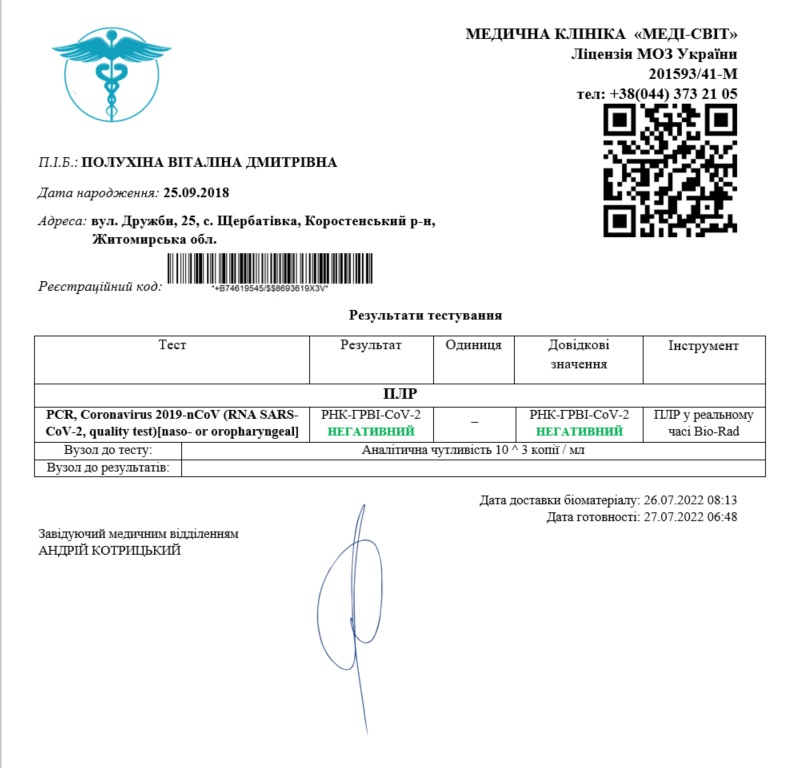 МЕДИЧНА КЛІНІКА «МЕДІ-СВІТ»
Ліцензія МОЗ України
201593/41-М
тел: +38(044) 373 21 05
П.І.Б.: ПОЛУХІНА ВІТАЛІНА ДМИТРІВНА
Дата народження: 25.09.2018
Адреса: вул. Дружби, 25, с. Щербатівка, Коростенський р-н,
Житомирська обл.
Реєстраційний код:
*+B74619545/$$8693619X3V*
Результати тестування
Тест Результат Одиниця Довідкові значення Інструмент
ПЛР
PCR, Coronavirus 2019-nCoV (RNA SARS- РНК-ГРВІ-CoV-2 – РНК-ГРВІ-CoV-2 ПЛР у реальному
CoV-2, quality test)[naso- or oropharyngeal] НЕГАТИВНИЙ НЕГАТИВНИЙ часі Bio-Rad
Вузол до тесту: Аналітична чутливість 10 ^ 3 копії / мл
Вузол до результатів:
Дата доставки біоматеріалу: 26.07.2022 08:13
Дата готовності: 27.07.2022 06:48
Завідуючий медичним відділенням
АНДРІЙ КОТРИЦЬКИЙ